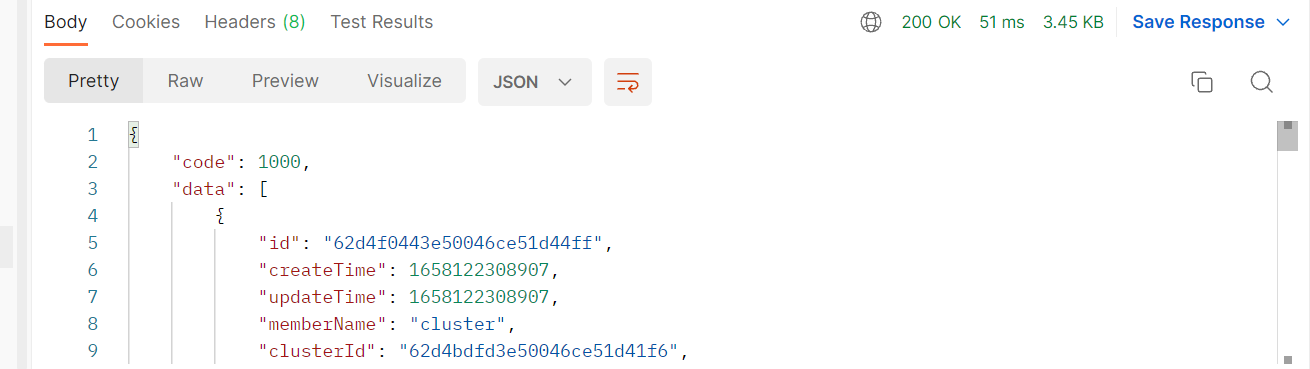 Body Cookies Headers (8) Test Results 200 OK 51 ms 3.45 KB Save Response
Pretty Raw Preview Visualize JSON
1 {
2 "code": 1000,
3 "data": [
4 {
5 "id": "62d4f0443e50046ce51d44ff",
6 "createTime": 1658122308907,
7 "updateTime": 1658122308907,
8 "memberName": "cluster",
9 "clusterId": "62d4bdfd3e50046ce51d41f6",